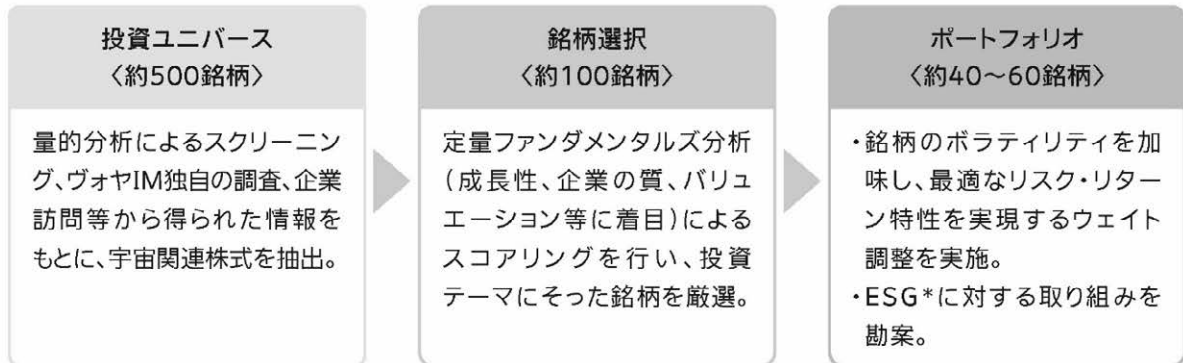 投資ユニバース
〈約500銘柄〉
量的分析によるスクリーニン
グ、ヴォヤIM独自の調査、企業
訪問等から得られた情報を
もとに、宇宙関連株式を抽出。
銘柄選択
〈約100銘柄〉
定量ファンダメンタルズ分析
(成長性、企業の質、バリュ
エーション等に着目)による
スコアリングを行い、投資
テーマにそった銘柄を厳選。
ポートフォリオ
〈約40～60銘柄〉
・銘柄のボラティリティを加
味し、最適なリスク・リター
ン特性を実現するウェイト
調整を実施。
・ESG*に対する取り組みを
勘案。